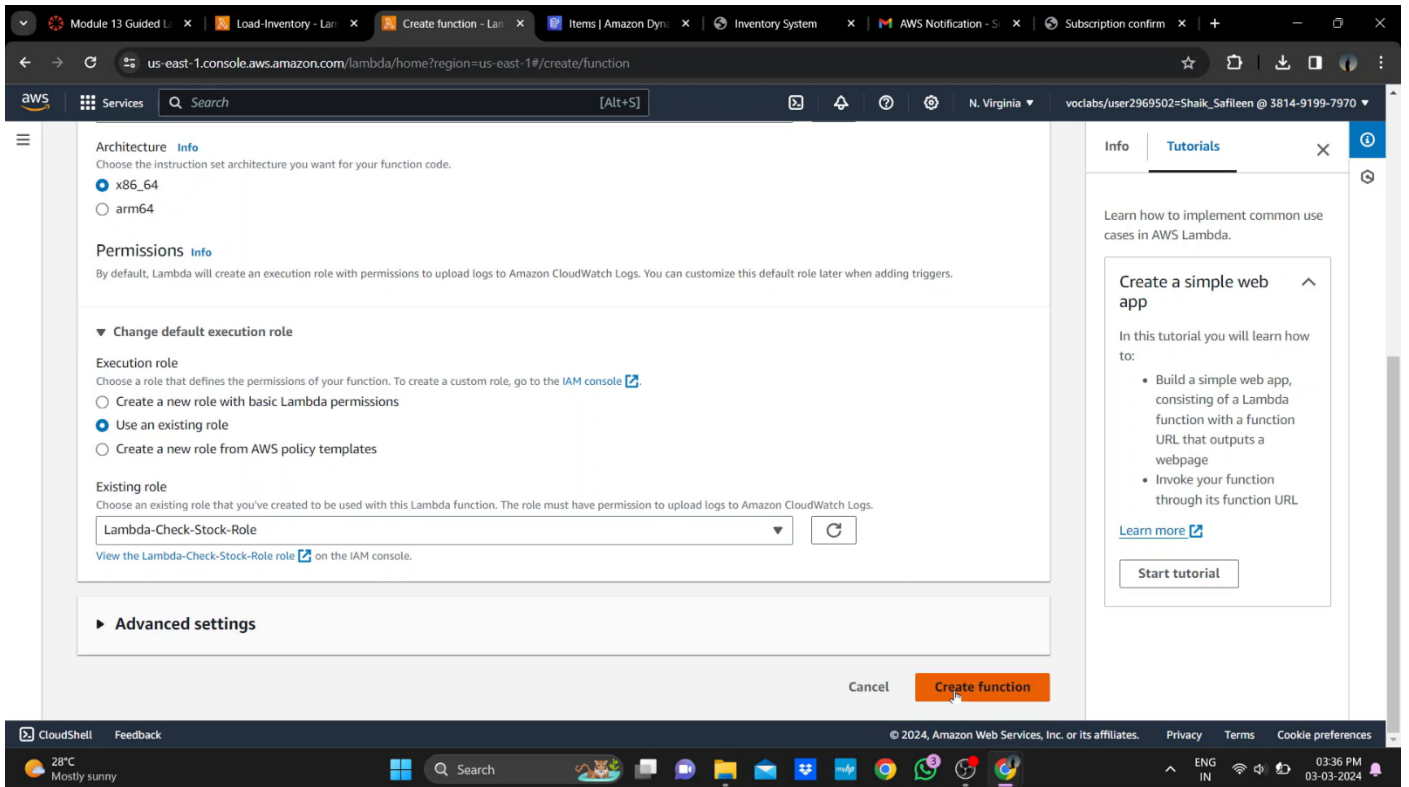 Module 13 Guided L
Load-Inventory - Lam
Create function - Lam
Items | Amazon Dyn
Inventory System
AWS Notification - S
Subscription confirm
us-east-1.console.aws.amazon.com/lambda/home?region=us-east-1#/create/function
aws
Services
Search
[Alt+S]
N. Virginia
voclabs/user2969502=Shaik_Safileen @ 3814-9199-7970
Architecture Info
Choose the instruction set architecture you want for your function code.
x86_64
arm64
Permissions Info
By default, Lambda will create an execution role with permissions to upload logs to Amazon CloudWatch Logs. You can customize this default role later when adding triggers.
Change default execution role
Execution role
Choose a role that defines the permissions of your function. To create a custom role, go to the IAM console.
Create a new role with basic Lambda permissions
Use an existing role
Create a new role from AWS policy templates
Existing role
Choose an existing role that you've created to be used with this Lambda function. The role must have permission to upload logs to Amazon CloudWatch Logs.
Lambda-Check-Stock-Role
View the Lambda-Check-Stock-Role role on the IAM console.
Advanced settings
Cancel
Create function
Info
Tutorials
Learn how to implement common use
cases in AWS Lambda.
Create a simple web
app
In this tutorial you will learn how
to:
• Build a simple web app,
consisting of a Lambda
function with a function
URL that outputs a
webpage
• Invoke your function
through its function URL
Learn more
Start tutorial
CloudShell
Feedback
© 2024, Amazon Web Services, Inc. or its affiliates.
Privacy
Terms
Cookie preferences
28°C
Mostly sunny
Search
myhp
3
ENG
IN
03:36 PM
03-03-2024